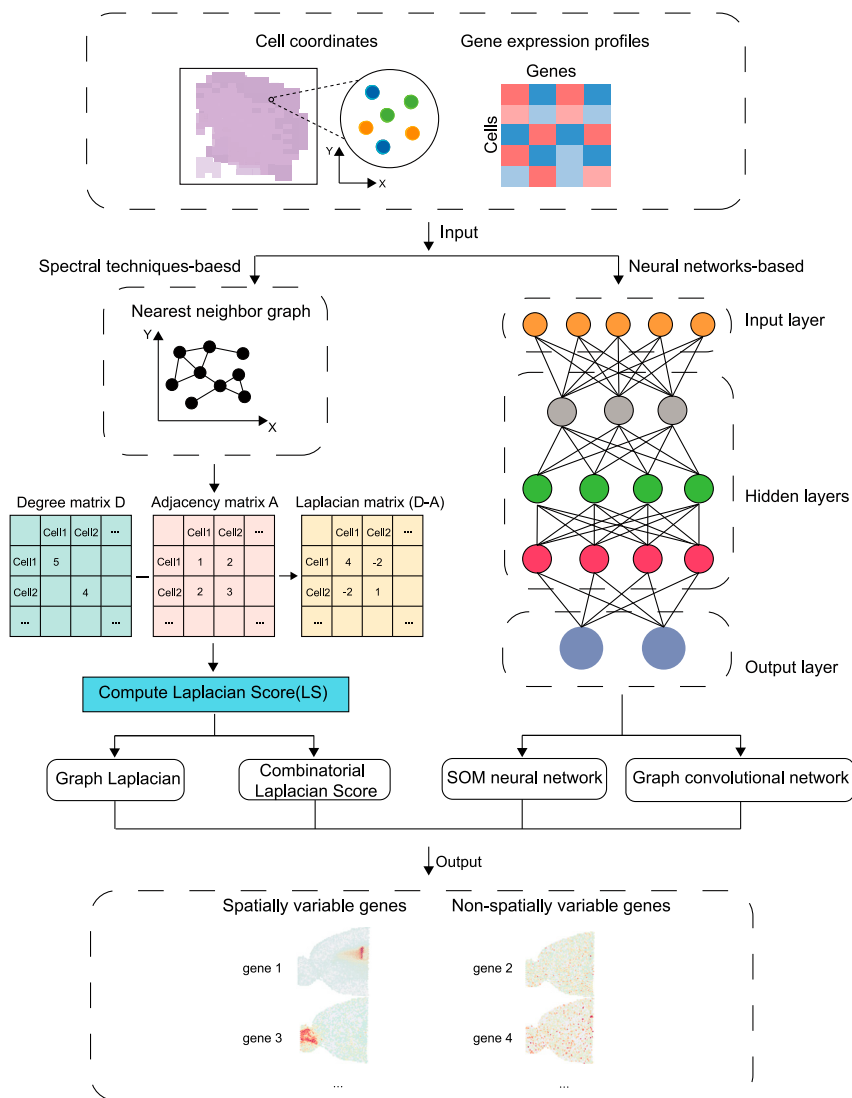 Cell coordinates
Gene expression profiles
Genes
Cells
Y
X
Input
Spectral techniques-baesd
Neural networks-based
Nearest neighbor graph
Y
X
Input layer
Hidden layers
Output layer
Degree matrix D
Cell1 Cell2 ...
Cell1 5
Cell2 4
... ...
Adjacency matrix A
Cell1 Cell2 ...
Cell1 1 2
Cell2 2 3
... ...
Laplacian matrix (D-A)
Cell1 Cell2 ...
Cell1 4 -2
Cell2 -2 1
... ...
Compute Laplacian Score(LS)
Graph Laplacian
Combinatorial
Laplacian Score
SOM neural network
Graph convolutional network
Output
Spatially variable genes
Non-spatially variable genes
gene 1
gene 2
gene 3
gene 4
...
...